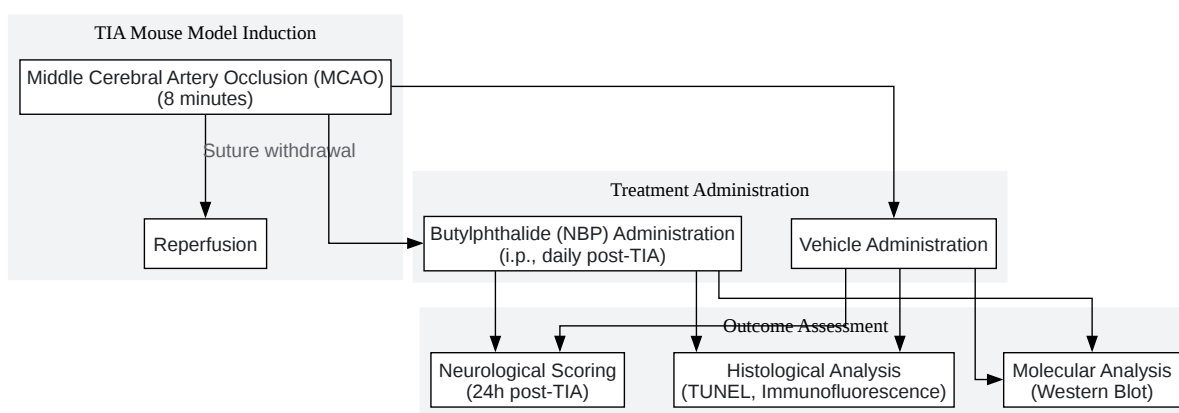 TIA Mouse Model Induction
Middle Cerebral Artery Occlusion (MCAO)
(8 minutes)
Suture withdrawal
Reperfusion
Treatment Administration
Butylphthalide (NBP) Administration
(i.p., daily post-TIA)
Vehicle Administration
Outcome Assessment
Neurological Scoring
(24h post-TIA)
Histological Analysis
(TUNEL, Immunofluorescence)
Molecular Analysis
(Western Blot)